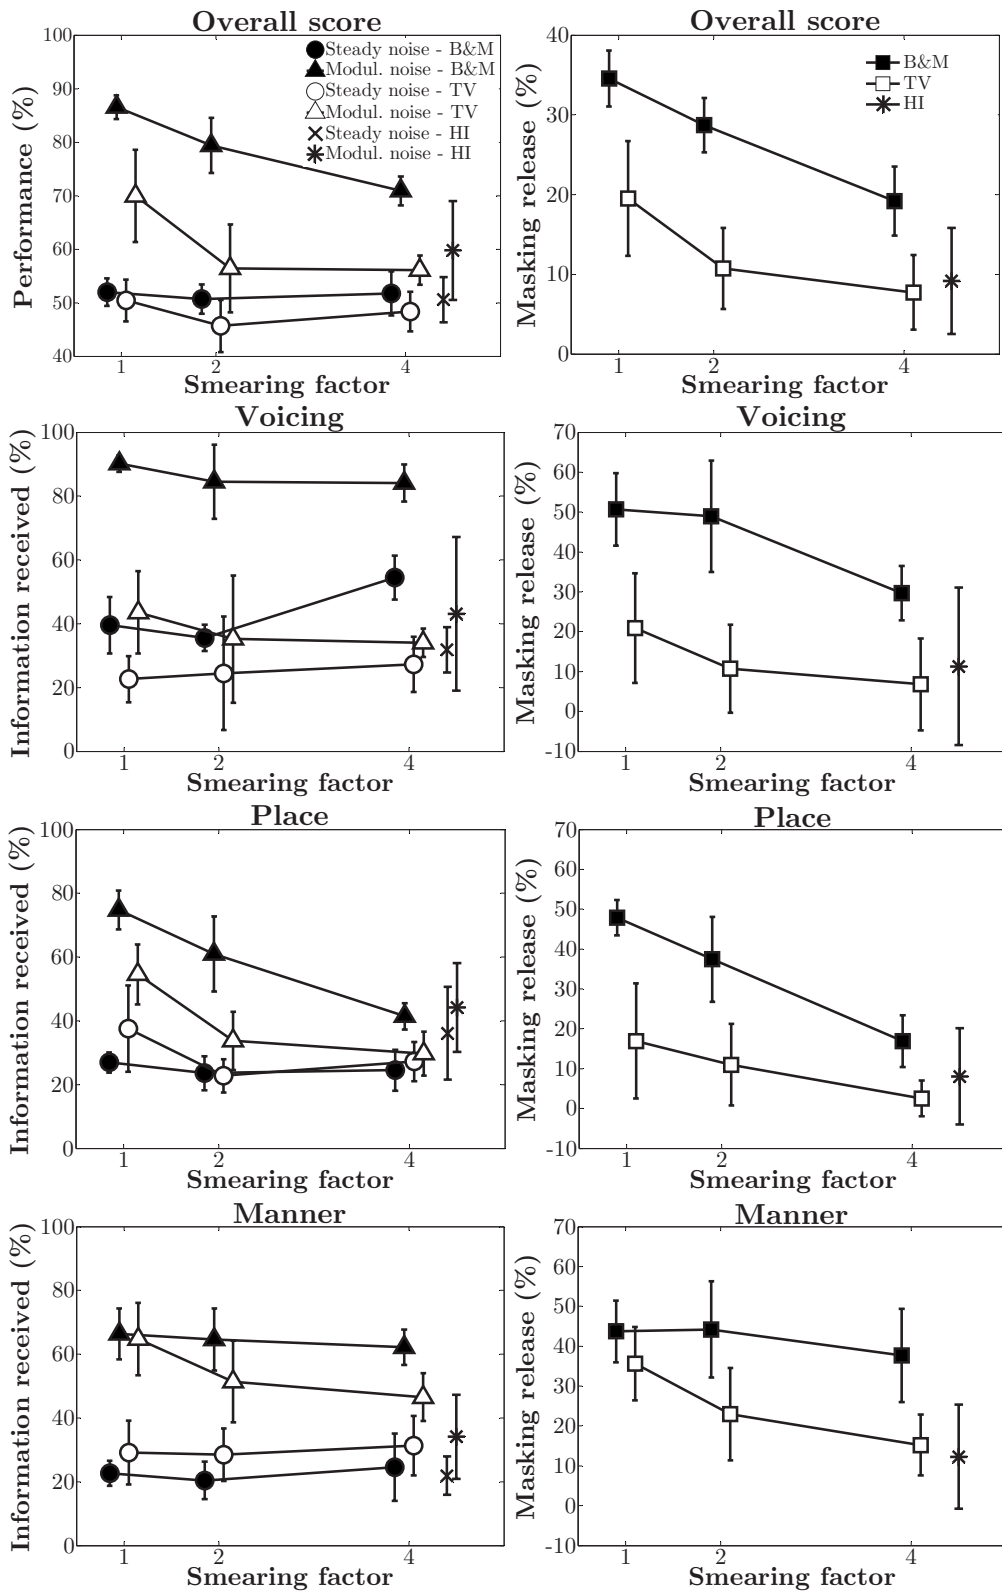 Overall score
Performance (%)
100
90
80
70
60
50
40
Steady noise - B&M
Modul. noise - B&M
Steady noise - TV
Modul. noise - TV
Steady noise - HI
Modul. noise - HI
1 2 4
Smearing factor
Overall score
Masking release (%)
40
30
20
10
0
B&M
TV
HI
1 2 4
Smearing factor
Voicing
Information received (%)
100
80
60
40
20
0
1 2 4
Smearing factor
Voicing
Masking release (%)
70
60
50
40
30
20
10
0
-10
1 2 4
Smearing factor
Place
Information received (%)
100
80
60
40
20
0
1 2 4
Smearing factor
Place
Masking release (%)
70
60
50
40
30
20
10
0
-10
1 2 4
Smearing factor
Manner
Information received (%)
100
80
60
40
20
0
1 2 4
Smearing factor
Manner
Masking release (%)
70
60
50
40
30
20
10
0
-10
1 2 4
Smearing factor